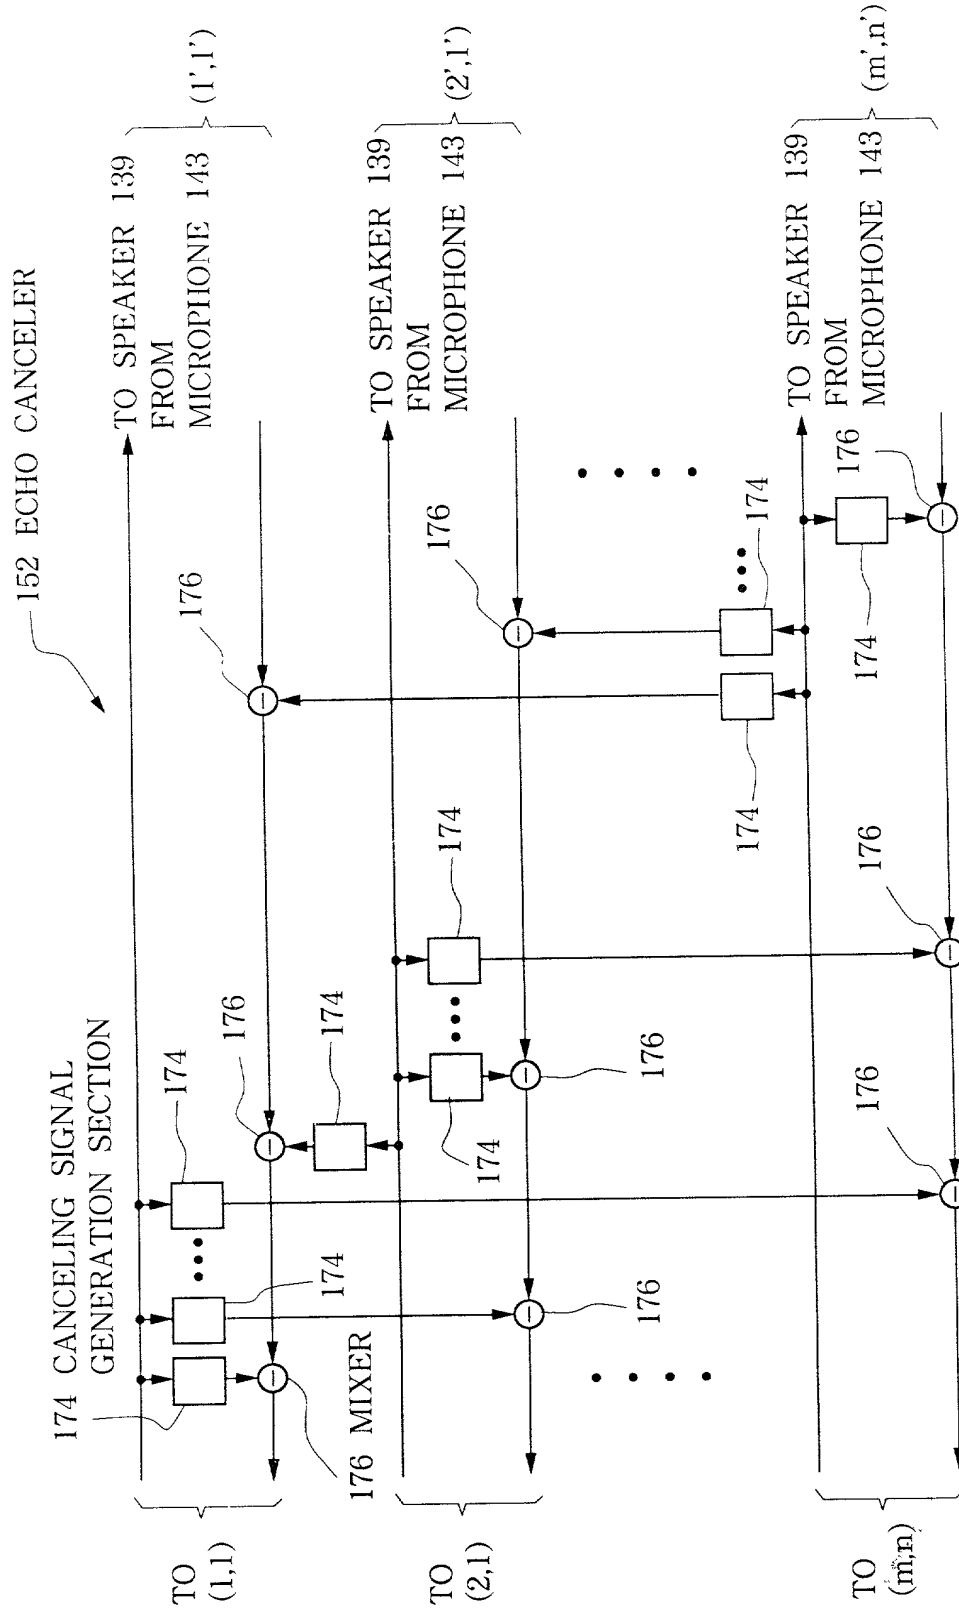 152 ECHO CANCELER
TO SPEAKER 139
FROM
MICROPHONE 143
(1',1')
176
174 CANCELING SIGNAL
GENERATION SECTION
174
176
174
174
176 MIXER
TO
(1,1)
TO SPEAKER 139
FROM
MICROPHONE 143
(2',1')
176
174
174
176
176
TO
(2,1)
TO SPEAKER 139
FROM
MICROPHONE 143
(m',n')
174
174
176
174
176
176
TO
(m,n)